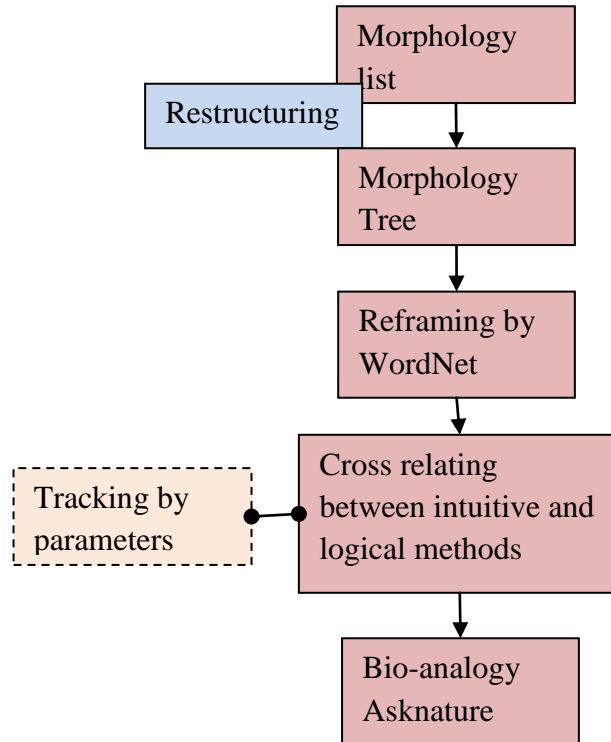 Morphology
list
Restructuring
Morphology
Tree
Reframing by
WordNet
Cross relating
between intuitive and
logical methods
Tracking by
parameters
Bio-analogy
Asknature